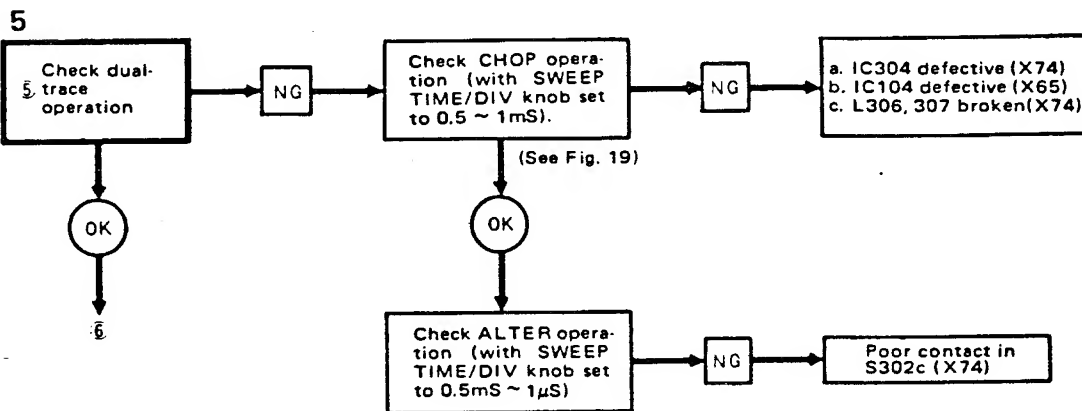 5
Check dual-
5 trace
operation
NG
Check CHOP opera-
tion (with SWEEP
TIME/DIV knob set
to 0.5 ~ 1mS).
NG
a. IC304 defective (X74)
b. IC104 defective (X65)
c. L306, 307 broken(X74)
(See Fig. 19)
OK
OK
6
Check ALTER opera-
tion (with SWEEP
TIME/DIV knob set
to 0.5mS ~ 1µS)
NG
Poor contact in
S302c (X74)